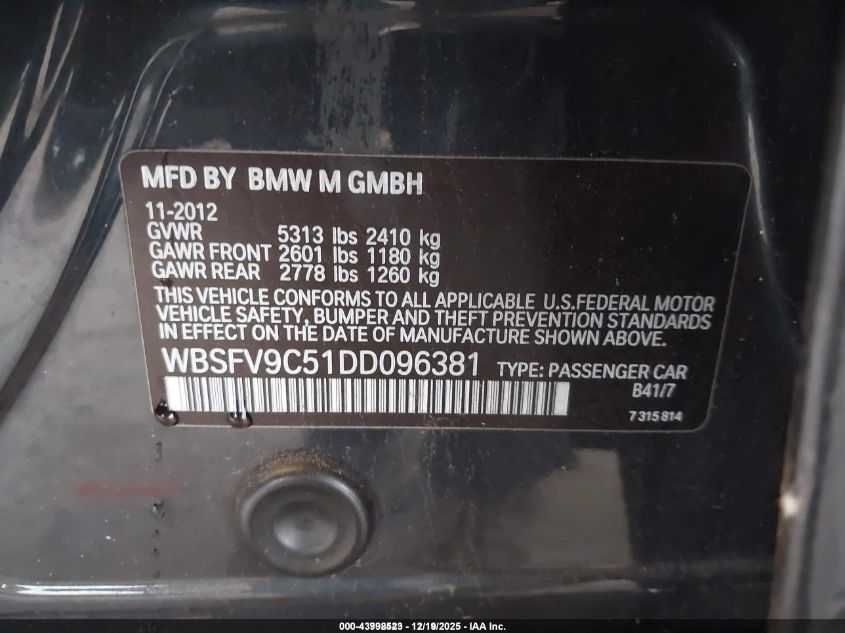 MFD BY BMW M GMBH
11-2012
GVWR 5313 lbs 2410 kg
GAWR FRONT 2601 lbs 1180 kg
GAWR REAR 2778 lbs 1260 kg
THIS VEHICLE CONFORMS TO ALL APPLICABLE U.S.FEDERAL MOTOR
VEHICLE SAFETY, BUMPER AND THEFT PREVENTION STANDARDS
IN EFFECT ON THE DATE OF MANUFACTURE SHOWN ABOVE.
WBSFV9C51DD096381 TYPE: PASSENGER CAR
B41/7
7 315 814
12/19/2025 - IAA Inc.